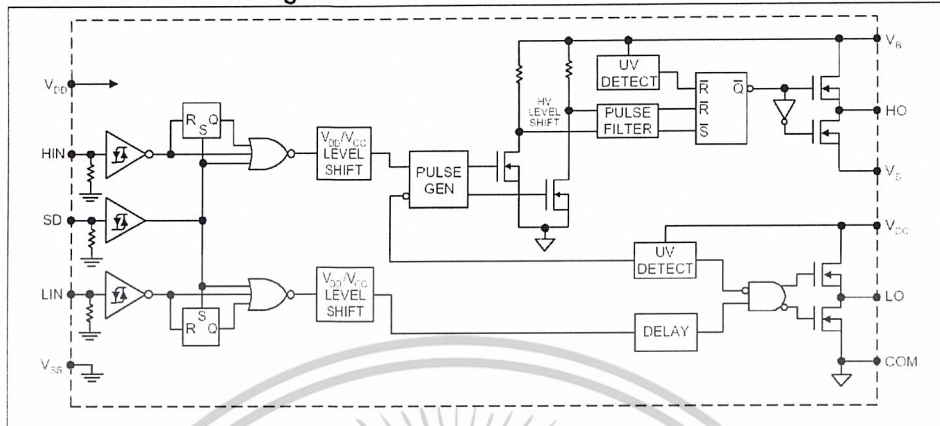 V_B
UV
DETECT
V_DD
R Q
S
R̅ Q̅
HV
LEVEL
SHIFT
R̅
PULSE
FILTER
S̅
HO
V_DD/V_CC
LEVEL
SHIFT
HIN
PULSE
GEN
V_S
SD
V_CC
UV
DETECT
V_DD/V_CC
LEVEL
SHIFT
LIN
LO
S
R Q
DELAY
V_SS
COM